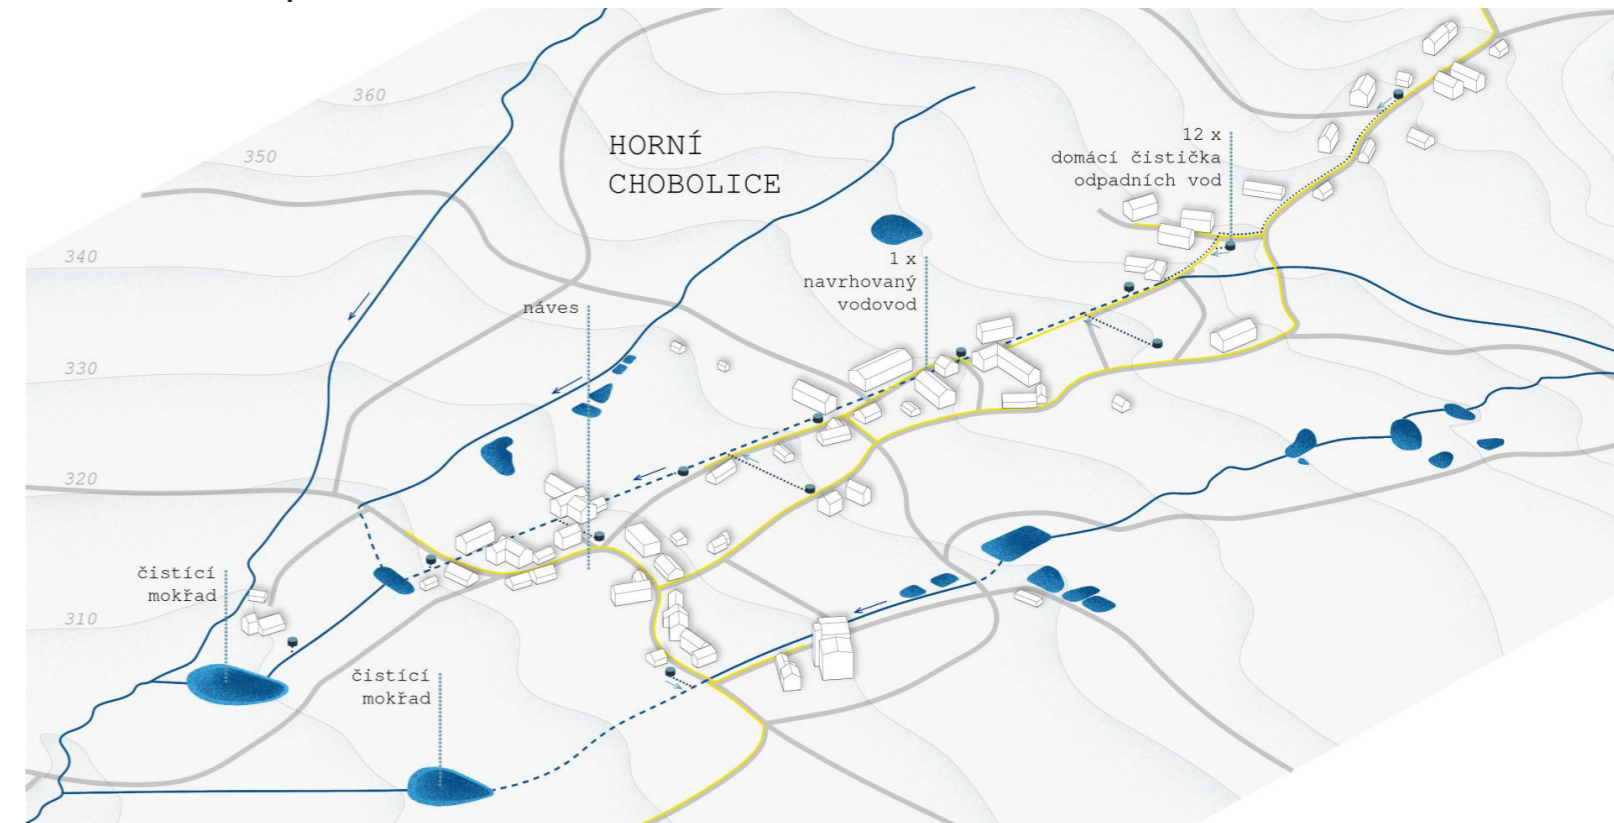 360
HORNÍ
CHOBOLICE
350
12 x
domácí čistička
odpadních vod
340
1 x
navrhovaný
vodovod
náves
330
320
čistící
mokřad
310
čistící
mokřad